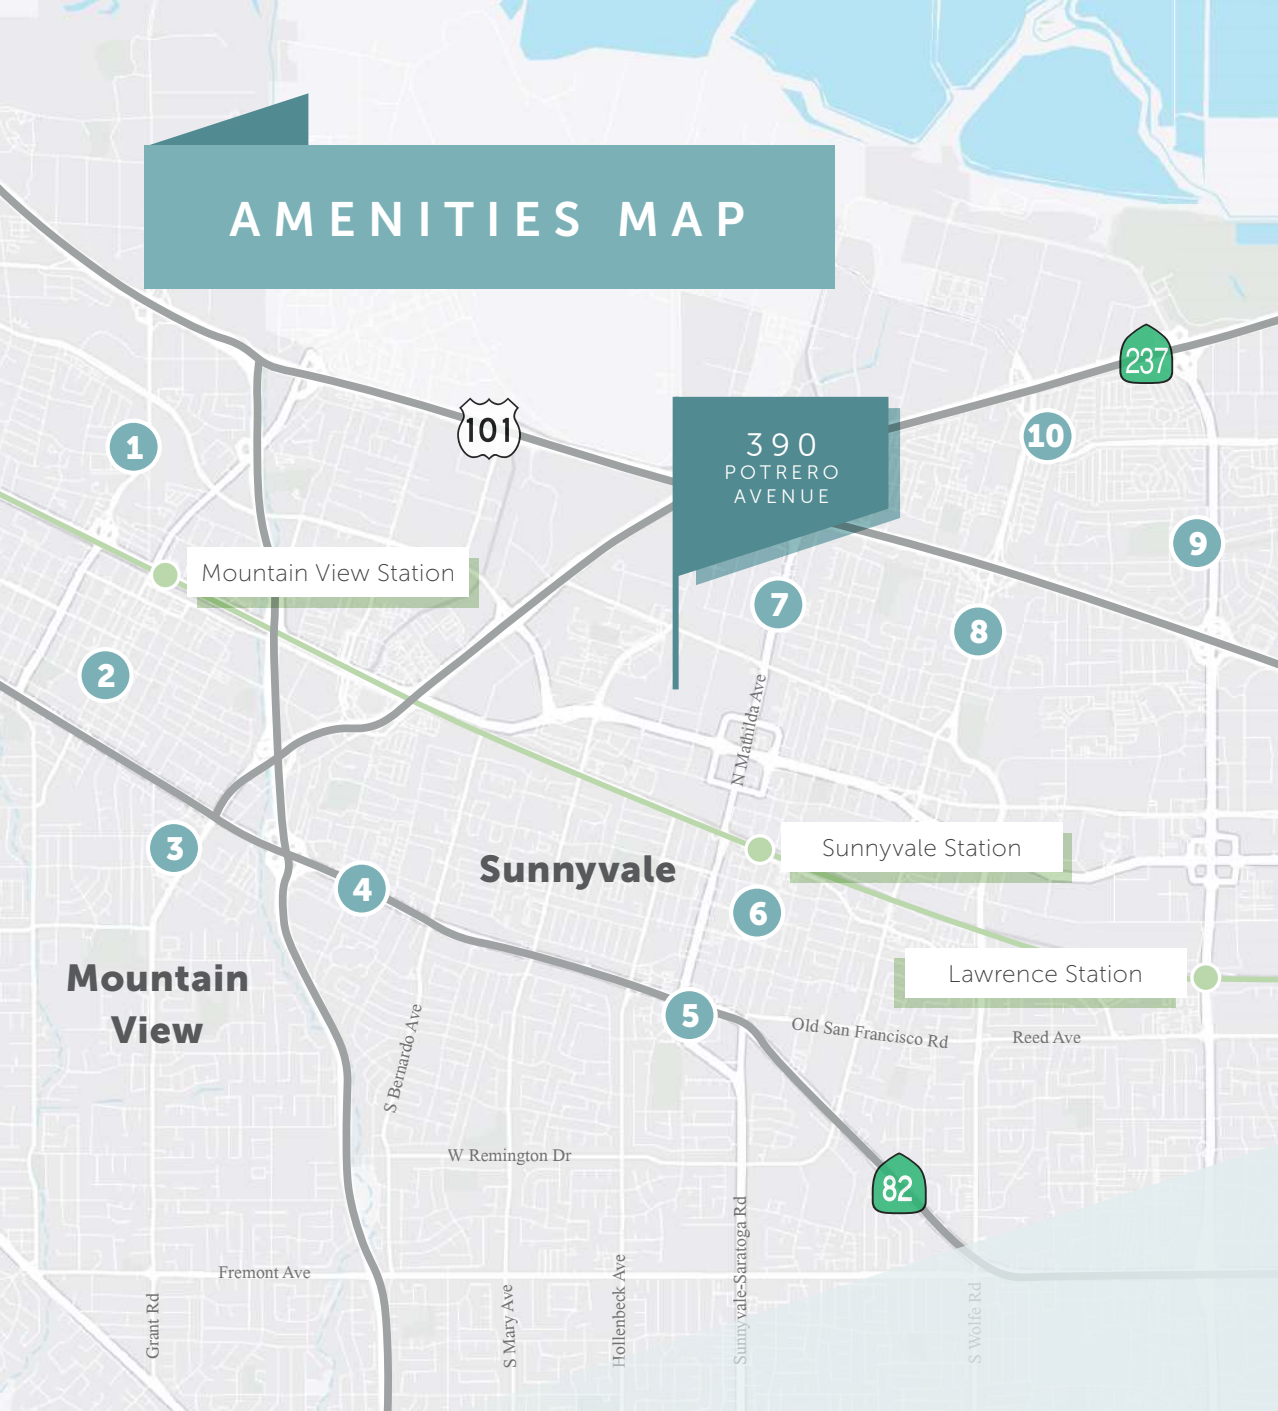 AMENITIES MAP
237
101
390
POTRERO
AVENUE
1
10
9
Mountain View Station
7
8
2
N Mathilda Ave
3
Sunnyvale Station
Sunnyvale
4
6
Mountain
View
Lawrence Station
5
Old San Francisco Rd
Reed Ave
S Bernardo Ave
W Remington Dr
82
Fremont Ave
Grant Rd
S Mary Ave
Hollenbeck Ave
Sunnyvale-Saratoga Rd
S Wolfe Rd